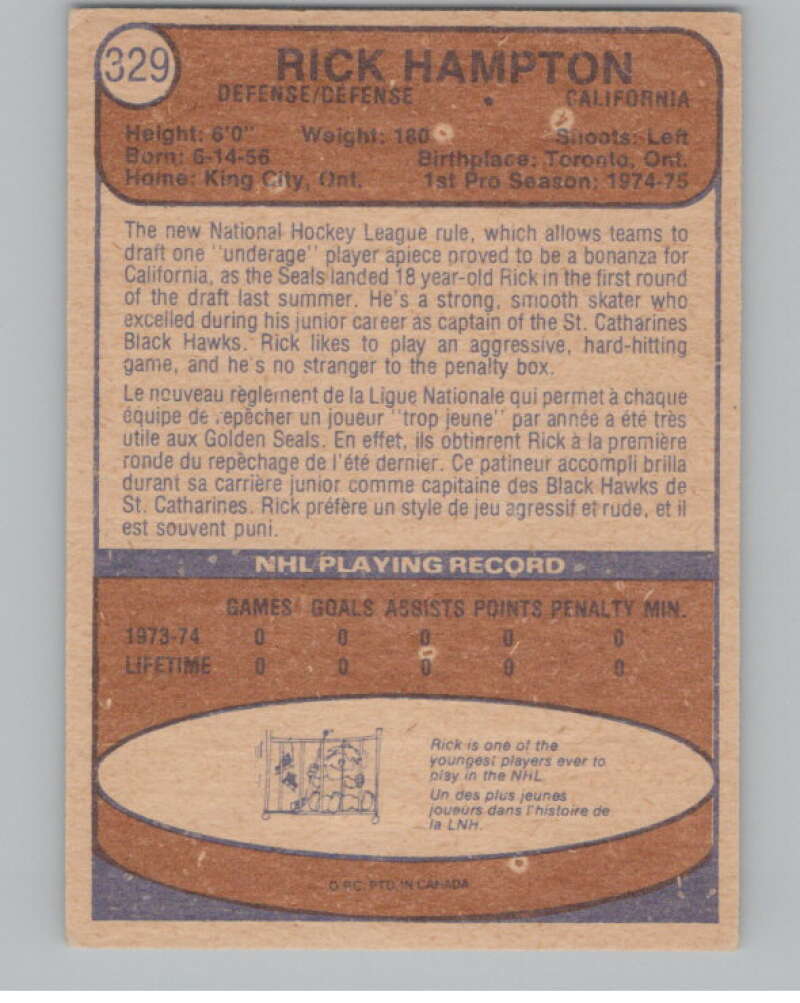 329
RICK HAMPTON
DEFENSE/DEFENSE • CALIFORNIA
Height: 6'0" Weight: 180 Shoots: Left
Born: 6-14-56 Birthplace: Toronto, Ont.
Home: King City, Ont. 1st Pro Season: 1974-75
The new National Hockey League rule, which allows teams to
draft one "underage" player apiece proved to be a bonanza for
California, as the Seals landed 18 year-old Rick in the first round
of the draft last summer. He's a strong, smooth skater who
excelled during his junior career as captain of the St. Catharines
Black Hawks. Rick likes to play an aggressive, hard-hitting
game, and he's no stranger to the penalty box.
Le nouveau règlement de la Ligue Nationale qui permet à chaque
équipe de repêcher un joueur "trop jeune" par année a été très
utile aux Golden Seals. En effet, ils obtinrent Rick à la première
ronde du repêchage de l'été dernier. Ce patineur accompli brilla
durant sa carrière junior comme capitaine des Black Hawks de
St. Catharines. Rick préfère un style de jeu agressif et rude, et il
est souvent puni.
NHL PLAYING RECORD
GAMES GOALS ASSISTS POINTS PENALTY MIN.
1973-74 0 0 0 0 0
LIFETIME 0 0 0 0 0
Rick is one of the
youngest players ever to
play in the NHL.
Un des plus jeunes
joueurs dans l'histoire de
la LNH.
O.P.C. PTD. IN CANADA